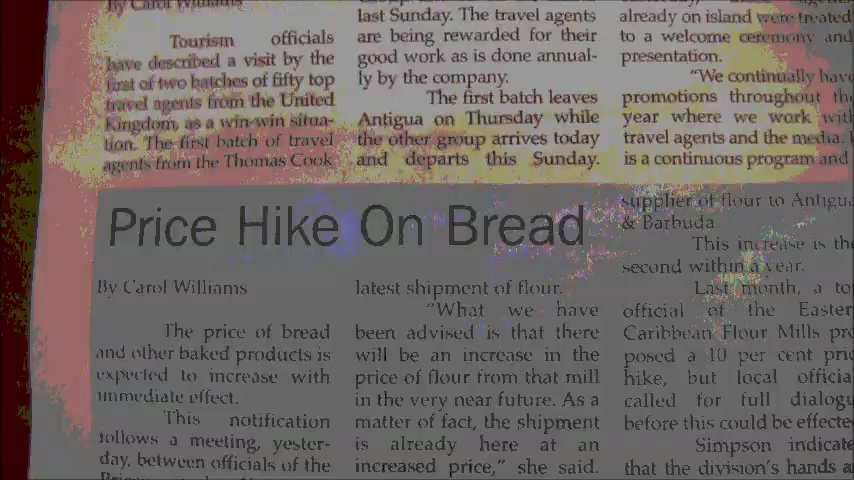 By Carol Williams
Tourism officials
have described a visit by the
first of two batches of fifty top
travel agents from the United
Kingdom, as a win-win situa-
tion. The first batch of travel
agents from the Thomas Cook
last Sunday. The travel agents
are being rewarded for their
good work as is done annual-
ly by the company.
The first batch leaves
Antigua on Thursday while
the other group arrives today
and departs this Sunday.
already on island were treated
to a welcome ceremony and
presentation.
"We continually have
promotions throughout th
year where we work with
travel agents and the media. I
is a continuous program and
Price Hike On Bread
By Carol Williams
The price of bread
and other baked products is
expected to increase with
immediate effect.
This notification
follows a meeting, yester-
day, between officials of the
latest shipment of flour.
"What we have
been advised is that there
will be an increase in the
price of flour from that mill
in the very near future. As a
matter of fact, the shipment
is already here at an
increased price," she said.
supplier of flour to Antigua
& Barbuda
This increase is the
second within a year.
Last month, a to
official of the Easter
Caribbean Flour Mills pro
posed a 10 per cent pric
hike, but local officia
called for full dialogu
before this could be effecte
Simpson indicate
that the division's hands a